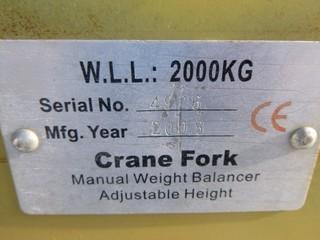 W.L.L.: 2000KG
Serial No.
Mfg. Year
CE
Crane Fork
Manual Weight Balancer
Adjustable Height